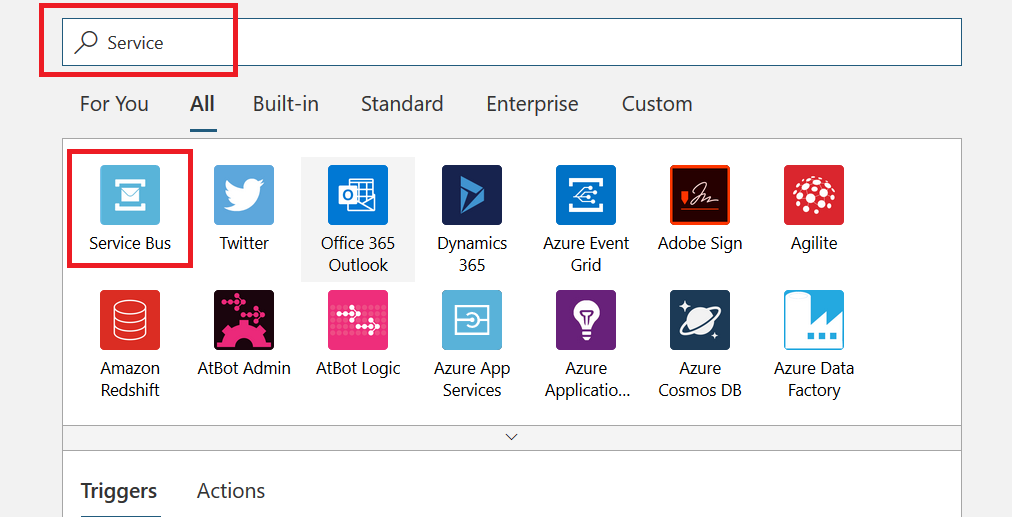 Service
For You All Built-in Standard Enterprise Custom
Service Bus Twitter Office 365 Outlook Dynamics 365 Azure Event Grid Adobe Sign Agilite
Amazon Redshift AtBot Admin AtBot Logic Azure App Services Azure Applicatio... Azure Cosmos DB Azure Data Factory
Triggers Actions